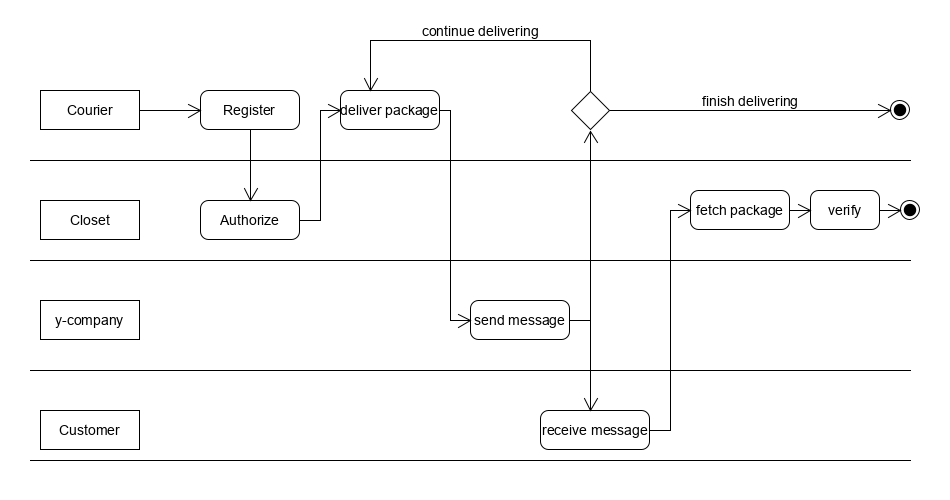 continue delivering
Courier
Register
deliver package
finish delivering
Closet
Authorize
fetch package
verify
y-company
send message
Customer
receive message